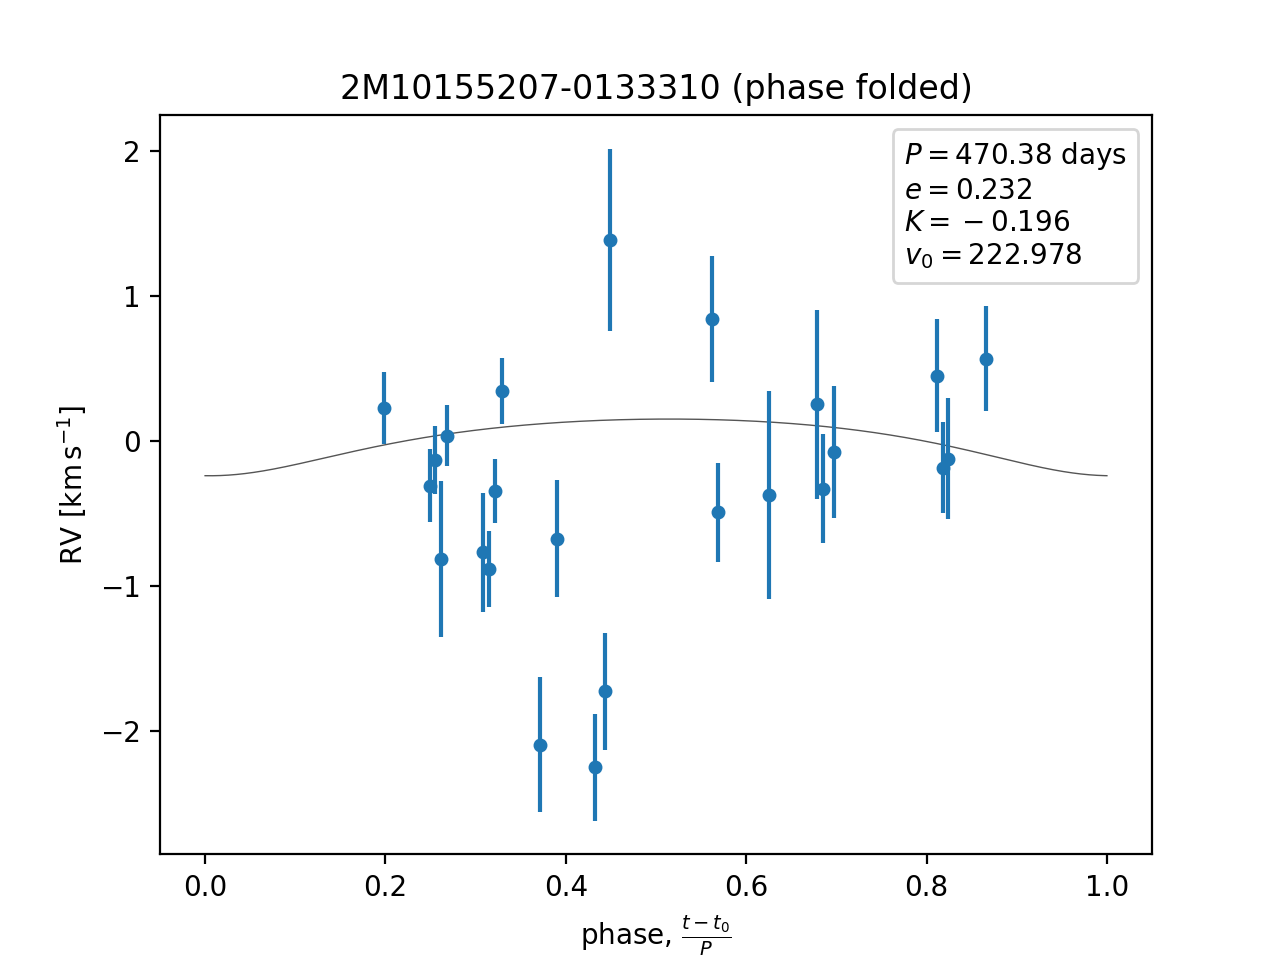 2M10155207-0133310 (phase folded)
P = 470.38 days
e = 0.232
K = −0.196
v₀ = 222.978
2
1
0
−1
−2
RV [km s⁻¹]
0.0 0.2 0.4 0.6 0.8 1.0
phase, (t − t₀)/P